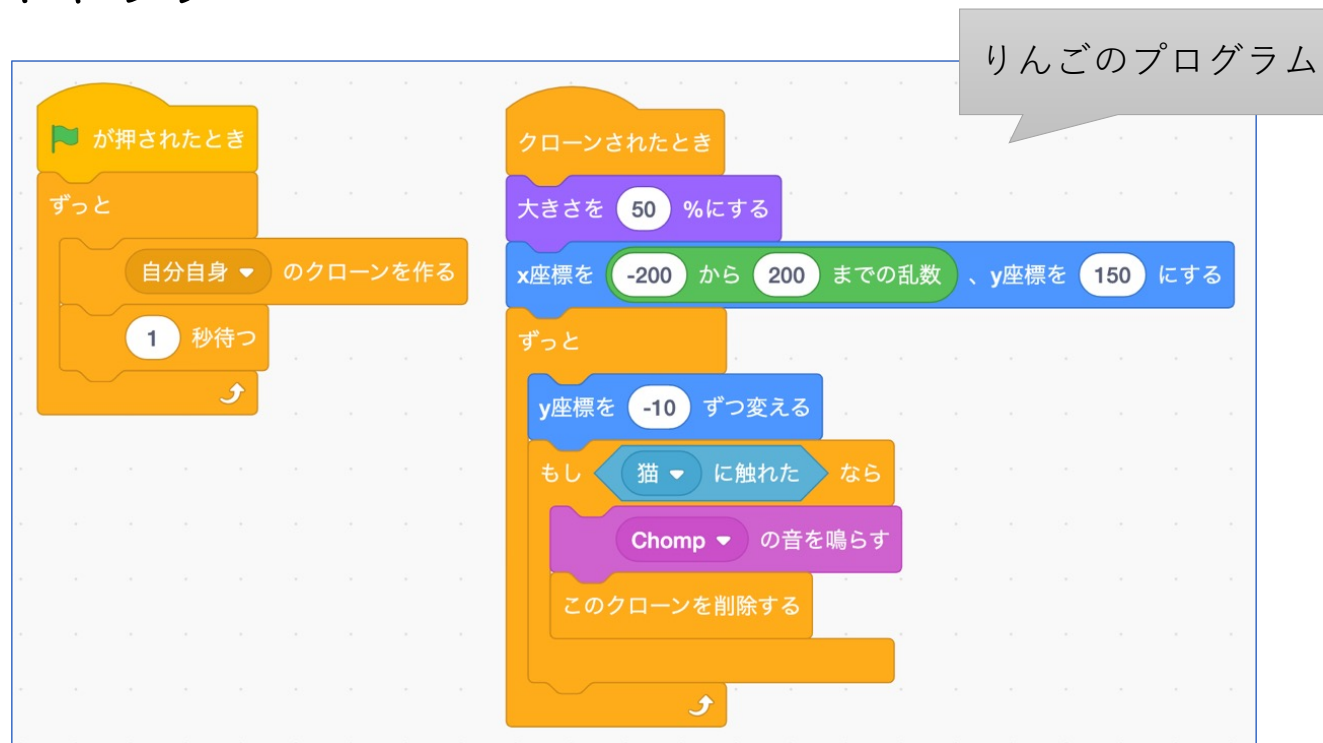 りんごのプログラム
が押されたとき
ずっと
自分自身 のクローンを作る
1 秒待つ
クローンされたとき
大きさを 50 %にする
x座標を -200 から 200 までの乱数 、y座標を 150 にする
ずっと
y座標を -10 ずつ変える
もし 猫 に触れた なら
Chomp の音を鳴らす
このクローンを削除する